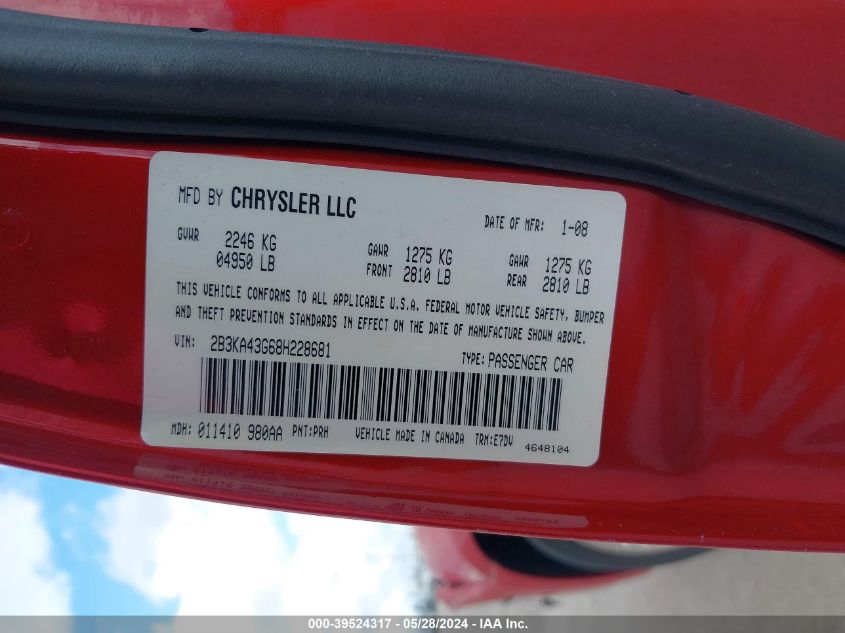 MFD BY CHRYSLER LLC
DATE OF MFR: 1-08
GVWR 2246 KG
04950 LB
GAWR 1275 KG
FRONT 2810 LB
GAWR 1275 KG
REAR 2810 LB
THIS VEHICLE CONFORMS TO ALL APPLICABLE U.S.A. FEDERAL MOTOR VEHICLE SAFETY, BUMPER
AND THEFT PREVENTION STANDARDS IN EFFECT ON THE DATE OF MANUFACTURE SHOWN ABOVE.
VIN: 2B3KA43G68H228681
TYPE: PASSENGER CAR
MDH: 011410 980AA PNT:PRH VEHICLE MADE IN CANADA TRM:E7DV
4648104
000-39524317 - 05/28/2024 - IAA Inc.